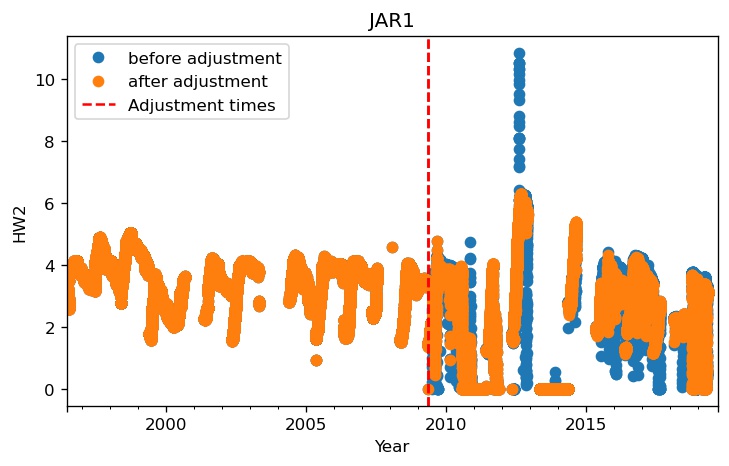 JAR1
before adjustment
after adjustment
Adjustment times
HW2
10
8
6
4
2
0
2000
2005
2010
2015
Year